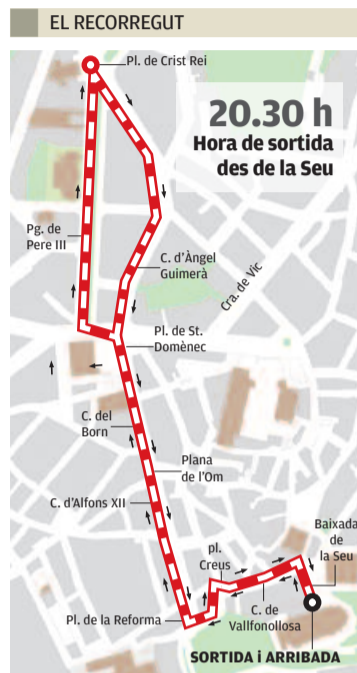 EL RECORREGUT
Pl. de Crist Rei
20.30 h
Hora de sortida
des de la Seu
Pg. de
Pere III
C. d'Àngel
Guimerà
Cra. de Vic
Pl. de St.
Domènec
C. del
Born
Plana
de l'Om
C. d'Alfons XII
Baixada
de
la Seu
pl.
Creus
Pl. de la Reforma
C. de
Vallfonollosa
SORTIDA i ARRIBADA